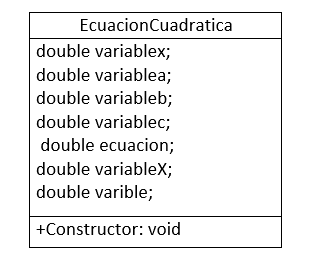 EcuacionCuadratica
double variablex;
double variablea;
double variableb;
double variablec;
double ecuacion;
double variableX;
double varible;
+Constructor: void